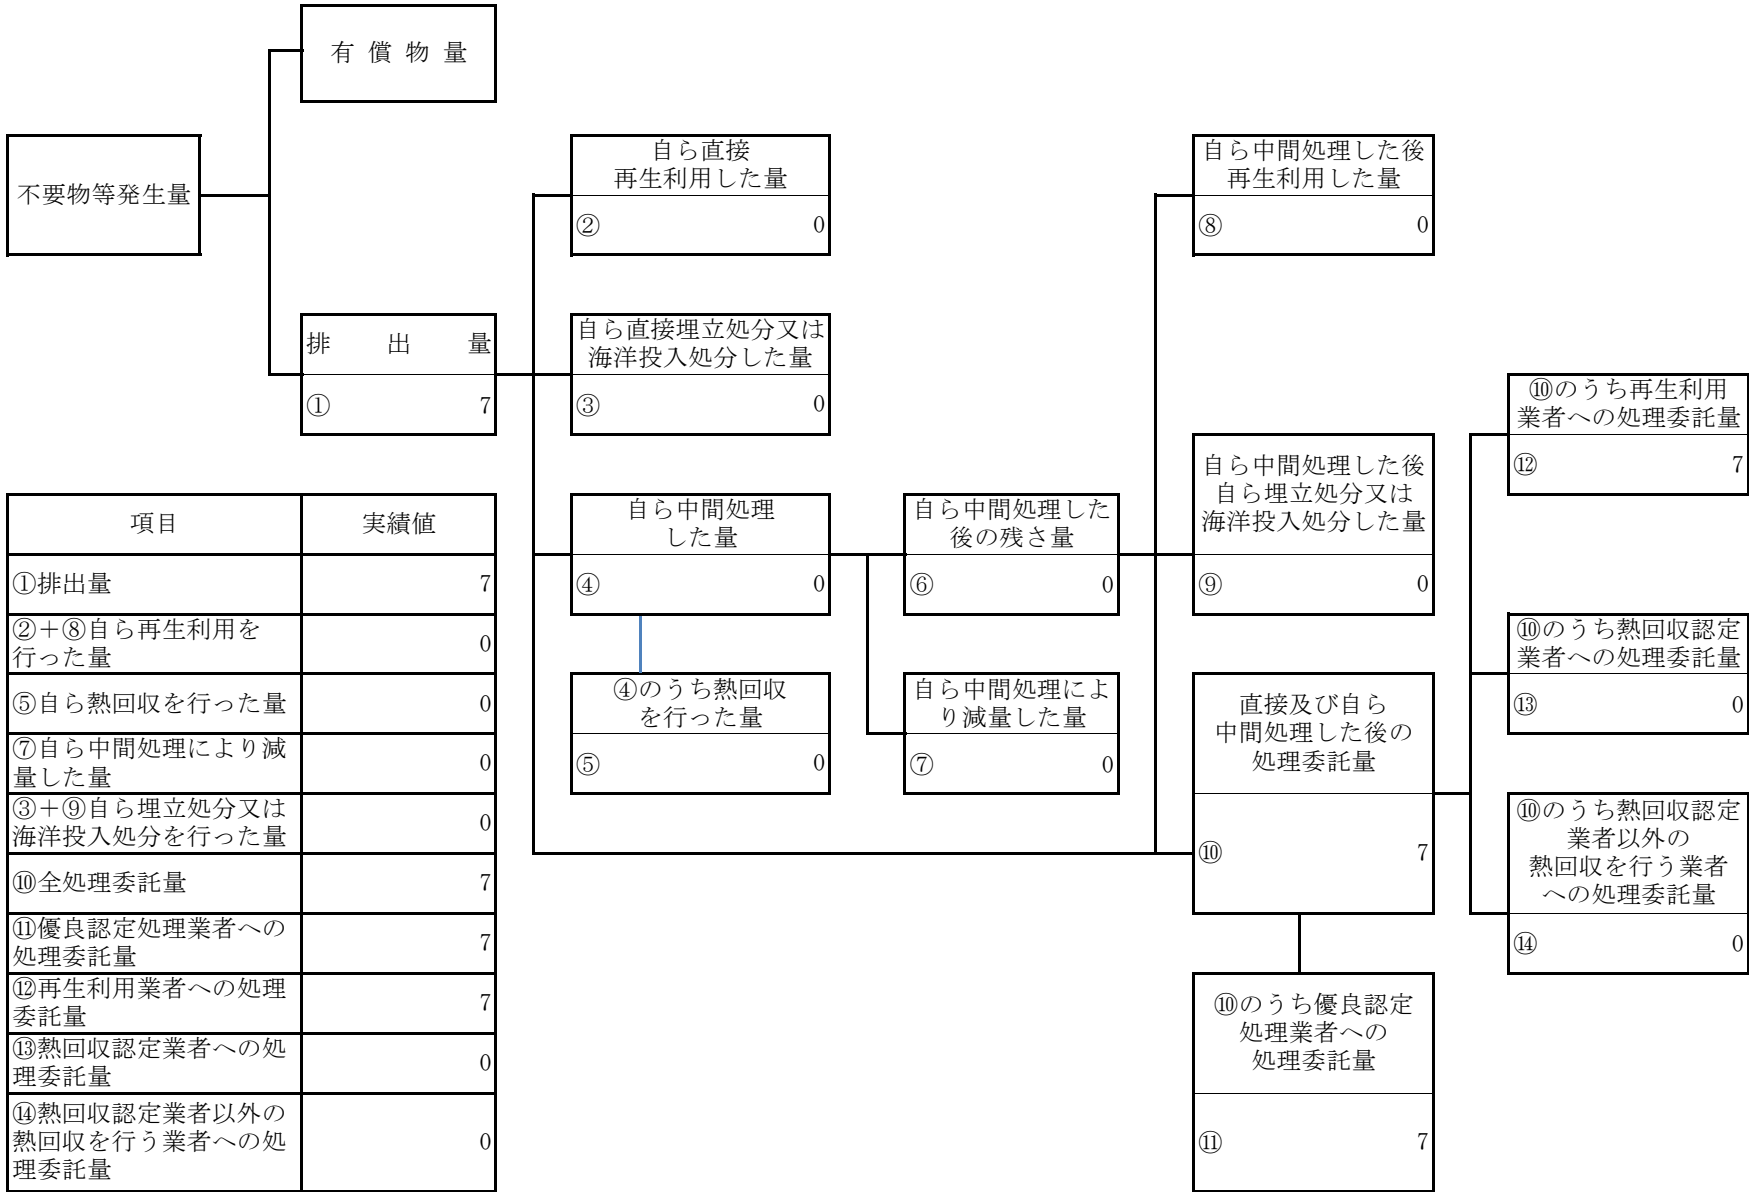 有 償 物 量
不要物等発生量
自ら直接
再生利用した量
② 0
自ら中間処理した後
再生利用した量
⑧ 0
排 出 量
① 7
自ら直接埋立処分又は
海洋投入処分した量
③ 0
⑩のうち再生利用
業者への処理委託量
⑫ 7
自ら中間処理
した量
④ 0
自ら中間処理した
後の残さ量
⑥ 0
自ら中間処理した後
自ら埋立処分又は
海洋投入処分した量
⑨ 0
⑩のうち熱回収認定
業者への処理委託量
⑬ 0
④のうち熱回収
を行った量
⑤ 0
自ら中間処理によ
り減量した量
⑦ 0
直接及び自ら
中間処理した後の
処理委託量
⑩ 7
⑩のうち熱回収認定
業者以外の
熱回収を行う業者
への処理委託量
⑭ 0
⑩のうち優良認定
処理業者への
処理委託量
⑪ 7
項目 実績値
①排出量 7
②＋⑧自ら再生利用を
行った量 0
⑤自ら熱回収を行った量 0
⑦自ら中間処理により減
量した量 0
③＋⑨自ら埋立処分又は
海洋投入処分を行った量 0
⑩全処理委託量 7
⑪優良認定処理業者への
処理委託量 7
⑫再生利用業者への処理
委託量 7
⑬熱回収認定業者への処
理委託量 0
⑭熱回収認定業者以外の
熱回収を行う業者への処
理委託量 0